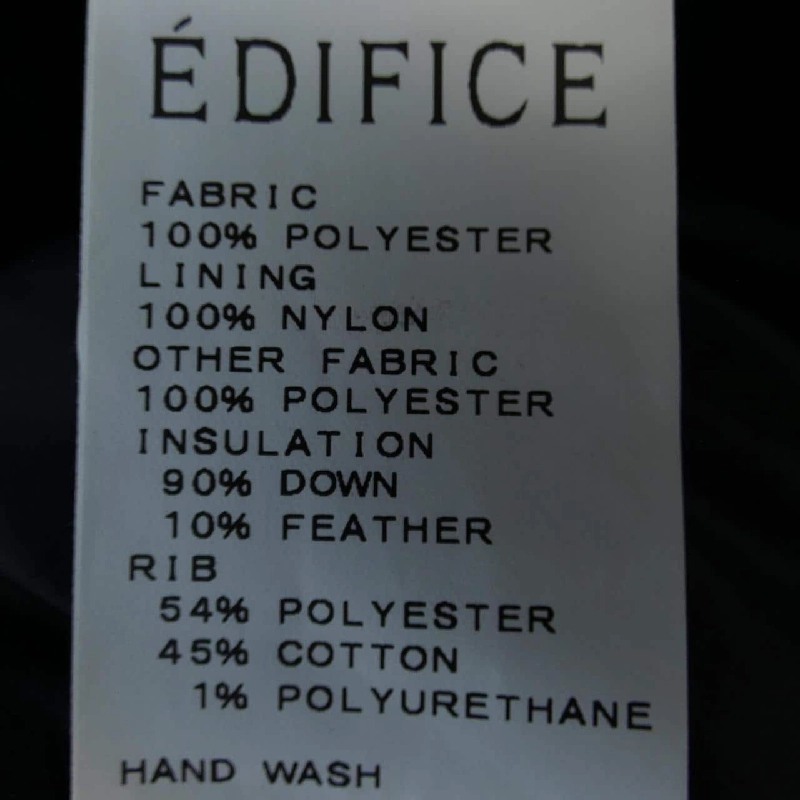 ÉDIFICE
FABRIC
100% POLYESTER
LINING
100% NYLON
OTHER FABRIC
100% POLYESTER
INSULATION
90% DOWN
10% FEATHER
RIB
54% POLYESTER
45% COTTON
1% POLYURETHANE
HAND WASH